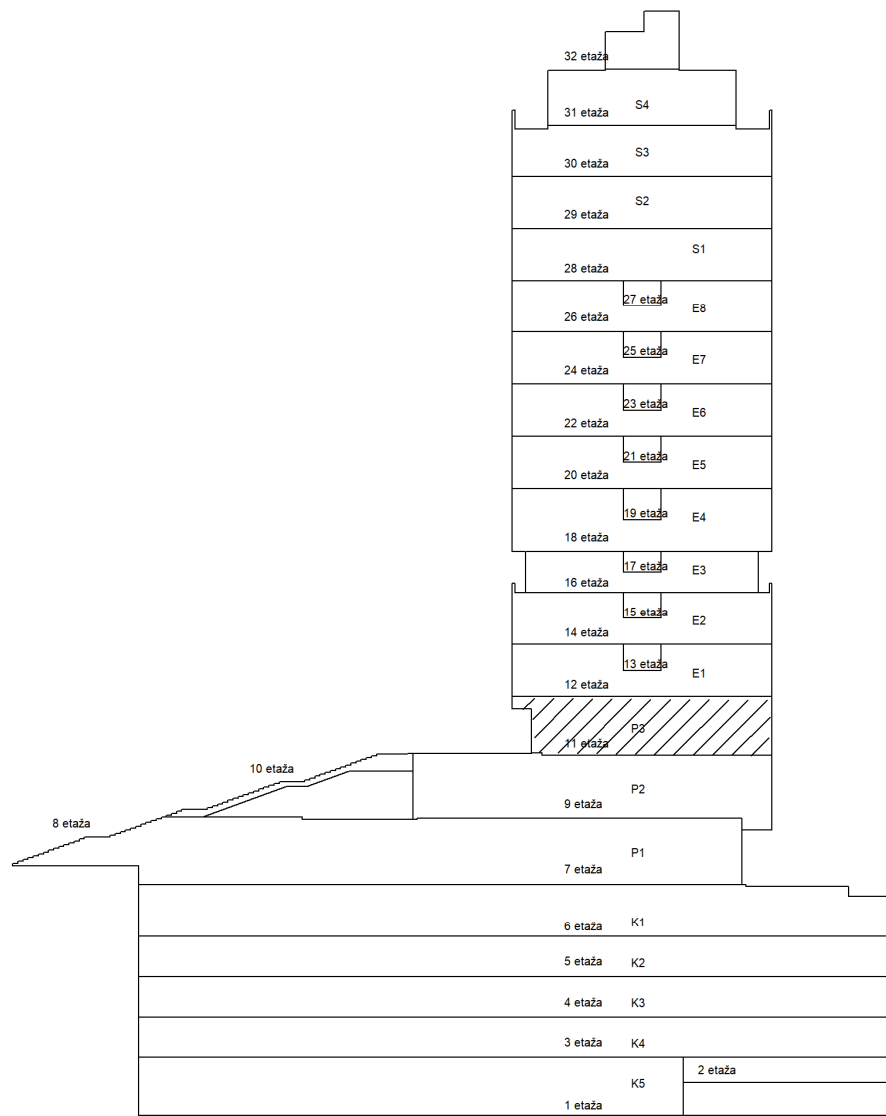 32 etaža
S4
31 etaža
S3
30 etaža
S2
29 etaža
S1
28 etaža
27 etaža
E8
26 etaža
25 etaža
E7
24 etaža
23 etaža
E6
22 etaža
21 etaža
E5
20 etaža
19 etaža
E4
18 etaža
17 etaža
E3
16 etaža
15 etaža
E2
14 etaža
13 etaža
E1
12 etaža
P3
11 etaža
10 etaža
P2
9 etaža
8 etaža
P1
7 etaža
K1
6 etaža
5 etaža
K2
4 etaža
K3
3 etaža
K4
2 etaža
K5
1 etaža